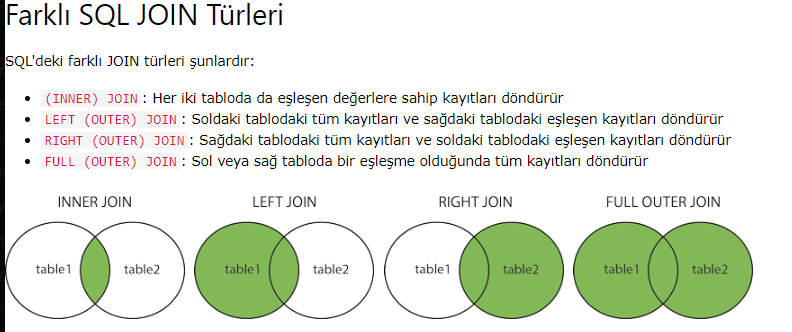 Farklı SQL JOIN Türleri
SQL'deki farklı JOIN türleri şunlardır:
(INNER) JOIN : Her iki tabloda da eşleşen değerlere sahip kayıtları döndürür
LEFT (OUTER) JOIN : Soldaki tablodaki tüm kayıtları ve sağdaki tablodaki eşleşen kayıtları döndürür
RIGHT (OUTER) JOIN : Sağdaki tablodaki tüm kayıtları ve soldaki tablodaki eşleşen kayıtları döndürür
FULL (OUTER) JOIN : Sol veya sağ tabloda bir eşleşme olduğunda tüm kayıtları döndürür
INNER JOIN
table1 table2
LEFT JOIN
table1 table2
RIGHT JOIN
table1 table2
FULL OUTER JOIN
table1 table2